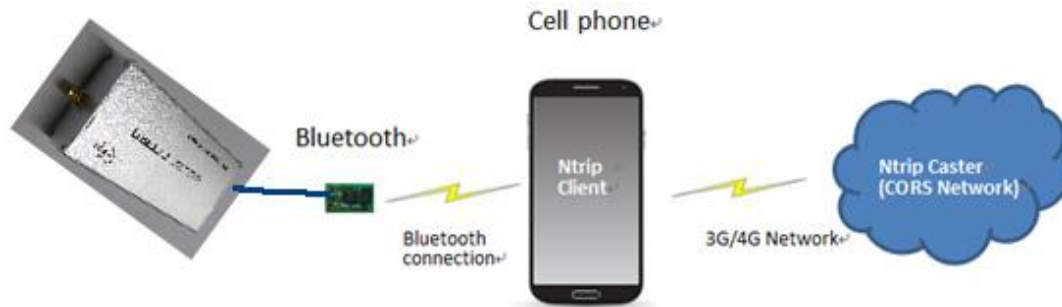 Cell phone
Bluetooth
Ntrip
Client
Ntrip Caster
(CORS Network)
Bluetooth
connection
3G/4G Network